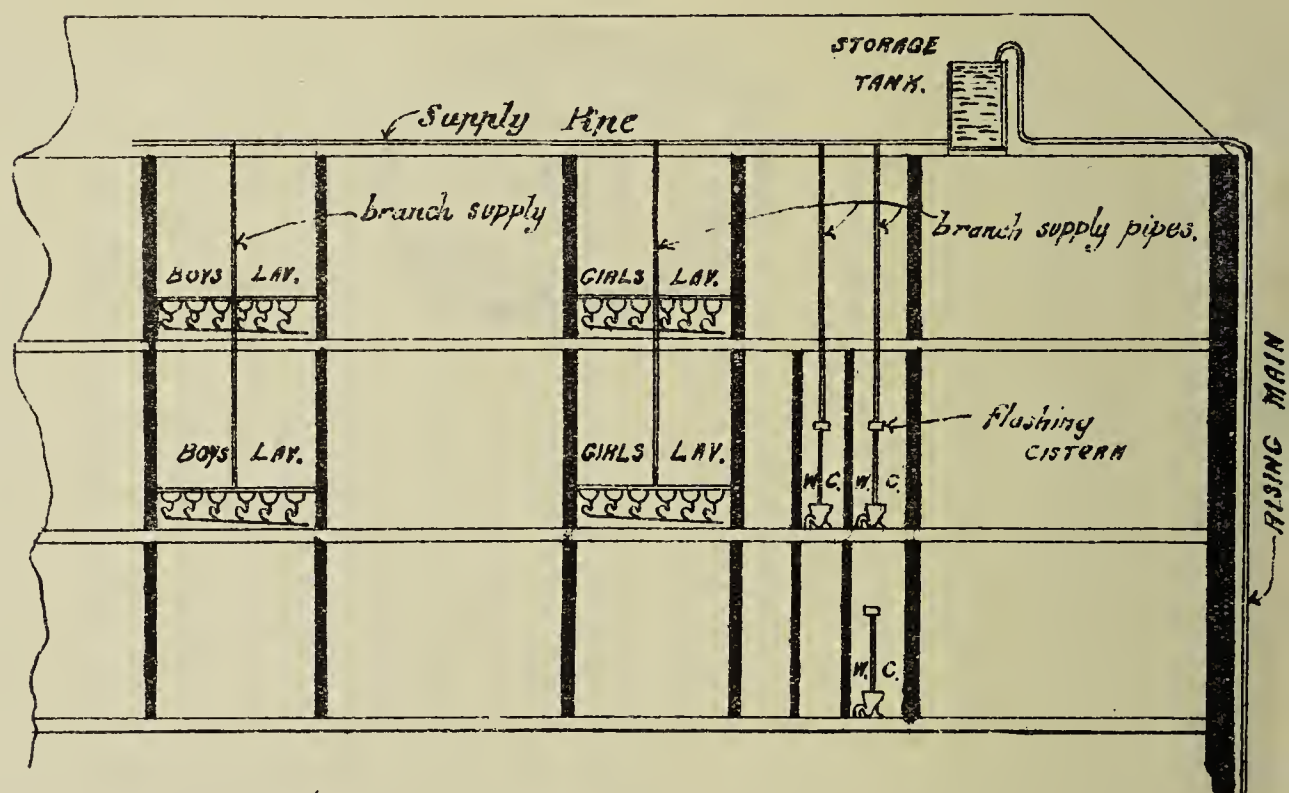 STORAGE
TANK.
Supply Pipe
branch supply
branch supply pipes.
BOYS LAV.
GIRLS LAV.
RISING MAIN
flushing
CISTERN
BOYS LAV.
GIRLS LAV.
W. C.
W. C.
W. C.